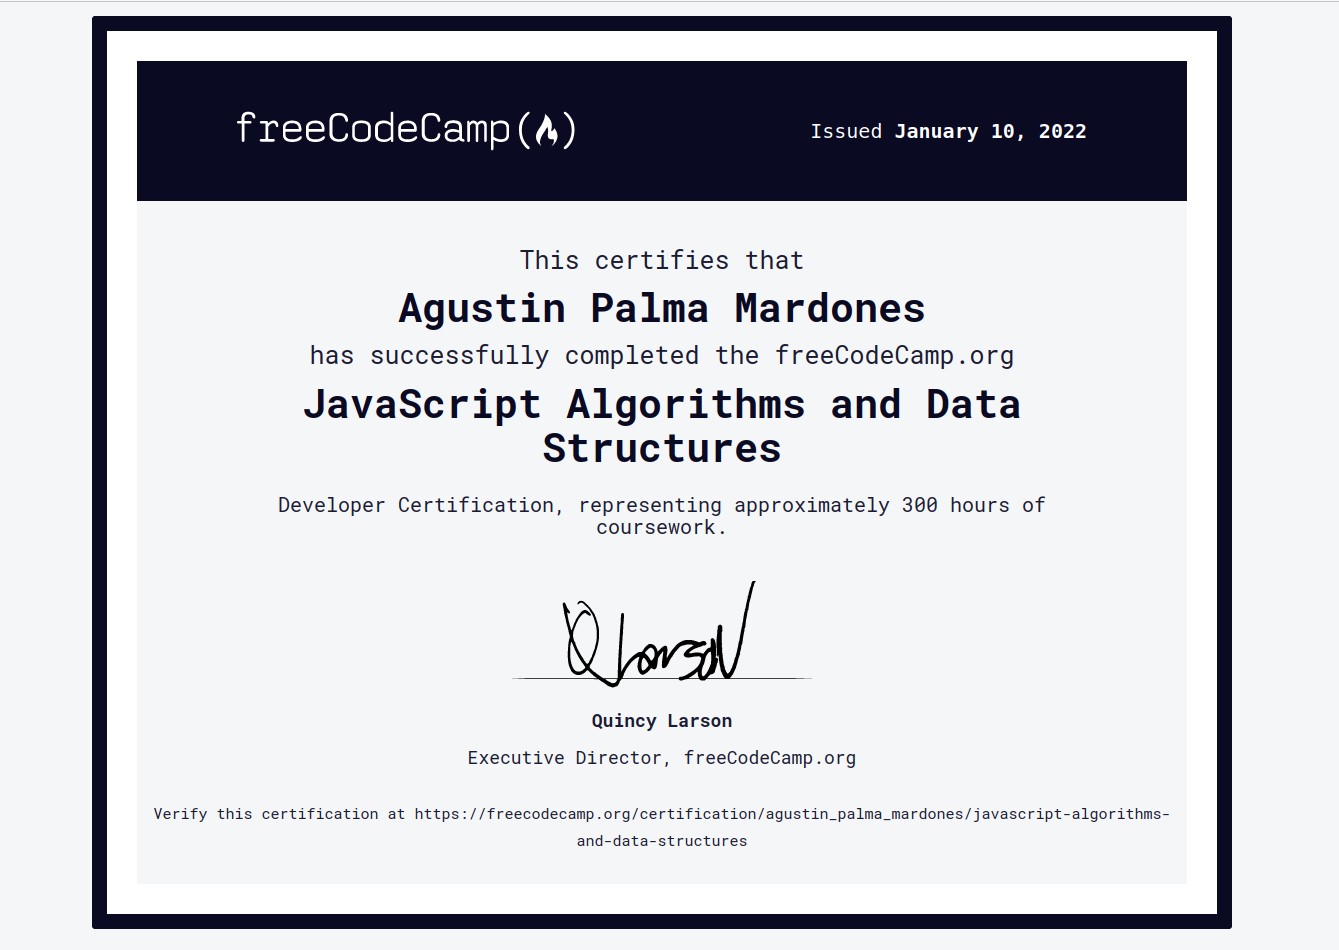 freeCodeCamp(🔥)
Issued January 10, 2022
This certifies that
Agustin Palma Mardones
has successfully completed the freeCodeCamp.org
JavaScript Algorithms and Data
Structures
Developer Certification, representing approximately 300 hours of
coursework.
QLarson
Quincy Larson
Executive Director, freeCodeCamp.org
Verify this certification at https://freecodecamp.org/certification/agustin_palma_mardones/javascript-algorithms-
and-data-structures